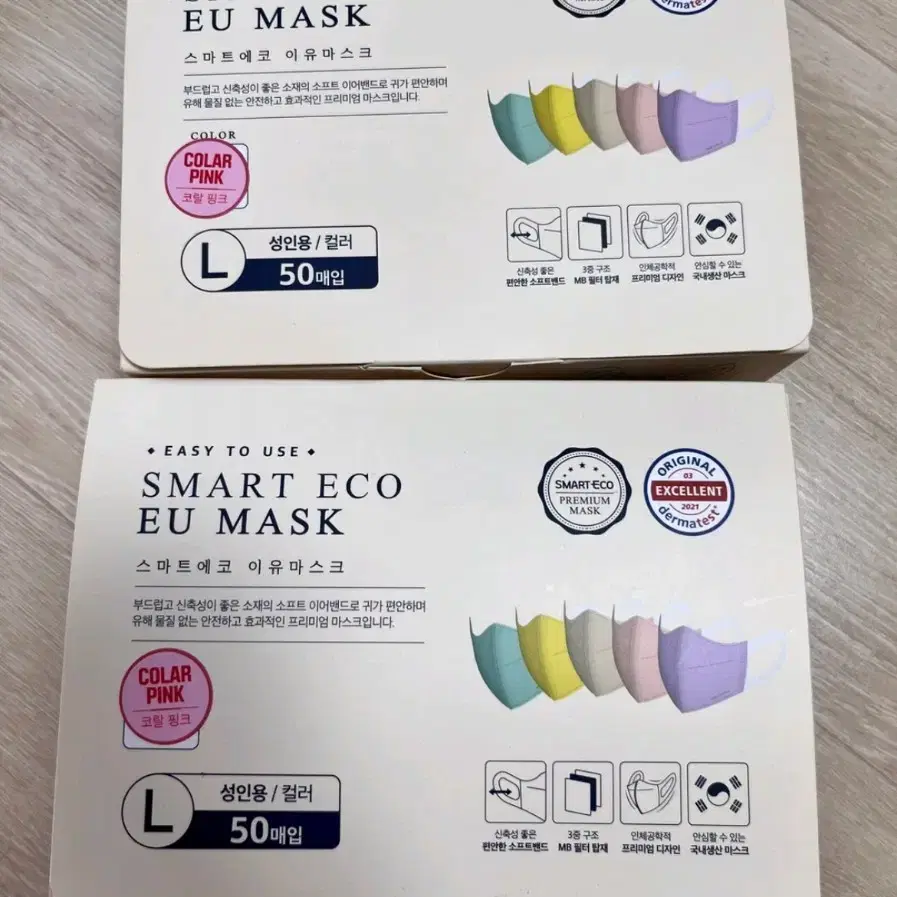 EU MASK
스마트에코 이유마스크
부드럽고 신축성이 좋은 소재의 소프트 이어밴드로 귀가 편안하며
유해 물질 없는 안전하고 효과적인 프리미엄 마스크입니다.
COLOR
COLAR
PINK
코랄 핑크
L
성인용 / 컬러
50매입
dermatest
신축성 좋은
편안한 소프트밴드
3중 구조
MB 필터 탑재
인체공학적
프리미엄 디자인
안심할 수 있는
국내생산 마스크
EASY TO USE
SMART ECO
EU MASK
스마트에코 이유마스크
부드럽고 신축성이 좋은 소재의 소프트 이어밴드로 귀가 편안하며
유해 물질 없는 안전하고 효과적인 프리미엄 마스크입니다.
COLAR
PINK
코랄 핑크
L
성인용 / 컬러
50매입
SMART-ECO
PREMIUM
MASK
ORIGINAL
03
EXCELLENT
2021
dermatest
신축성 좋은
편안한 소프트밴드
3중 구조
MB 필터 탑재
인체공학적
프리미엄 디자인
안심할 수 있는
국내생산 마스크